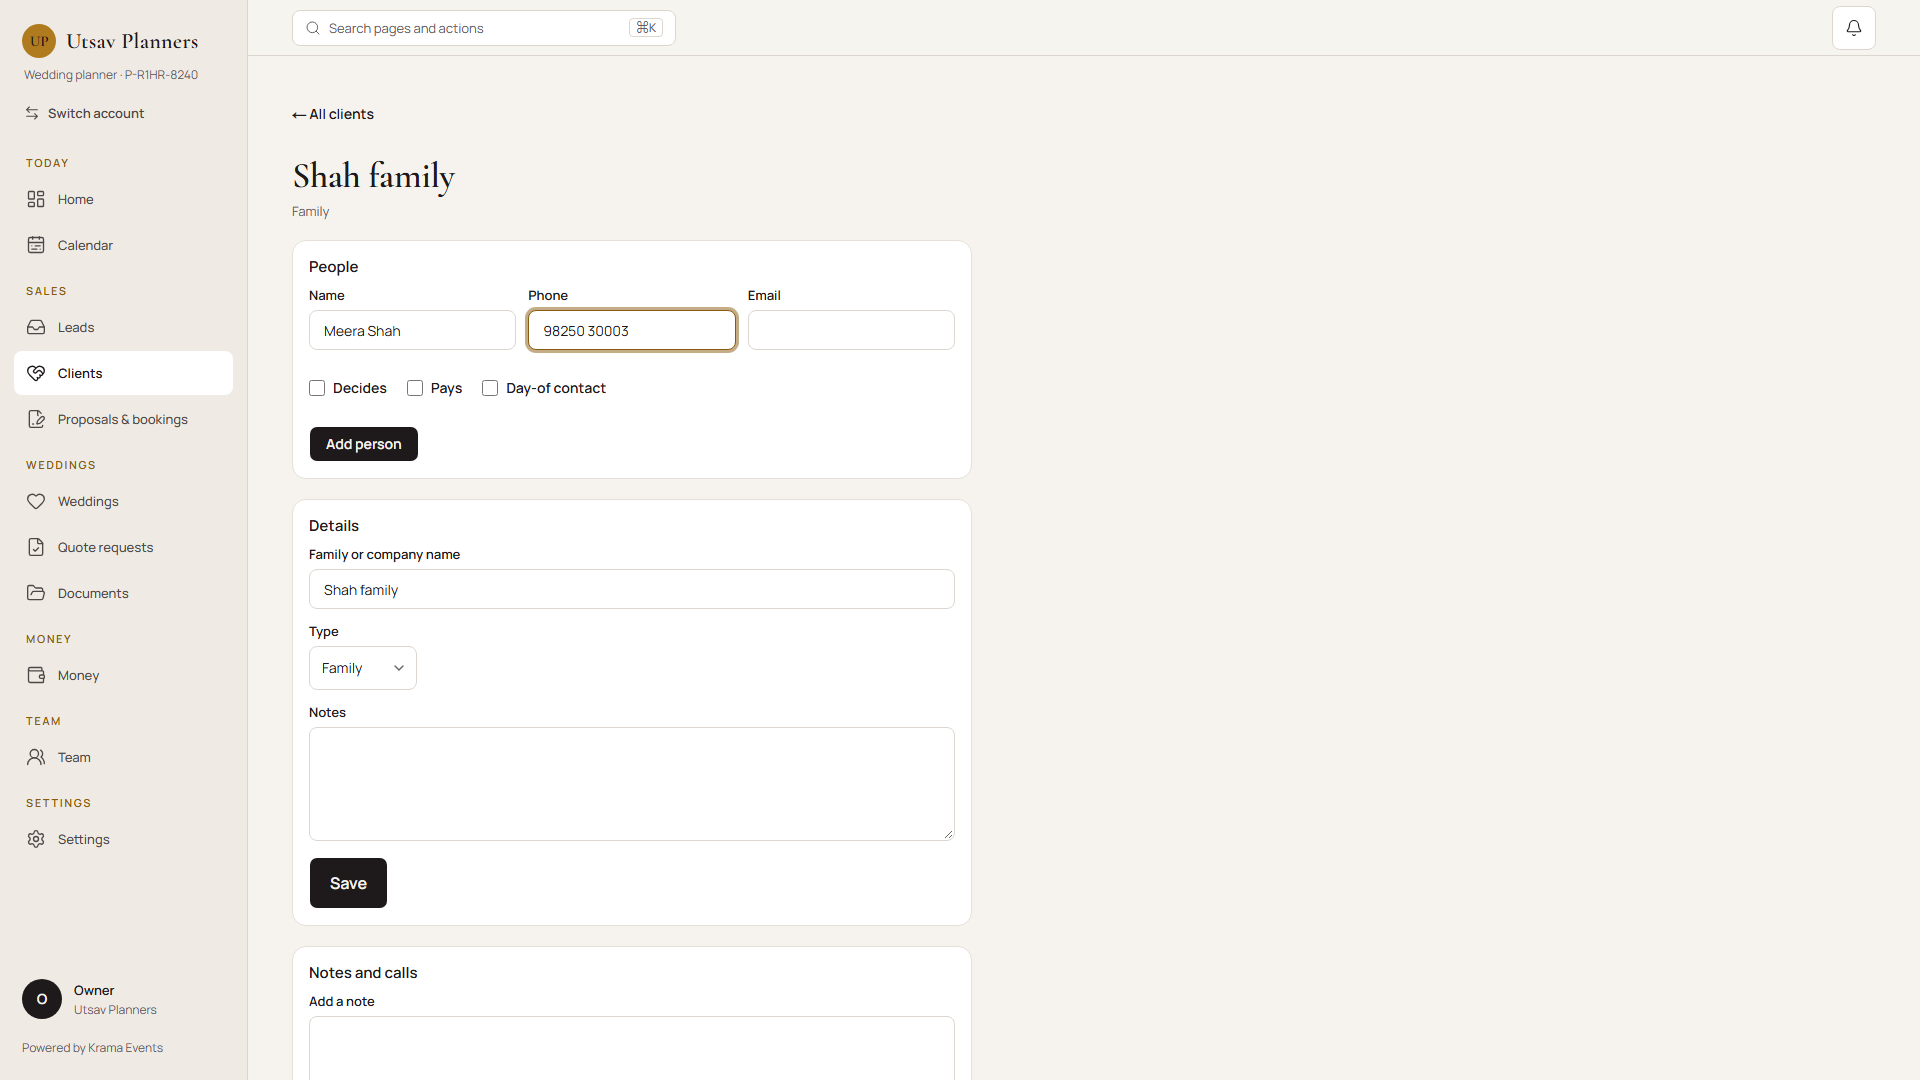 UP
Utsav Planners
Wedding planner · P-R1HR-8240
Switch account
TODAY
Home
Calendar
SALES
Leads
Clients
Proposals & bookings
WEDDINGS
Weddings
Quote requests
Documents
MONEY
Money
TEAM
Team
SETTINGS
Settings
O
Owner
Utsav Planners
Powered by Krama Events
Search pages and actions ⌘K
← All clients
Shah family
Family
People
Name Phone Email
Meera Shah 98250 30003
Decides Pays Day-of contact
Add person
Details
Family or company name
Shah family
Type
Family
Notes
Save
Notes and calls
Add a note